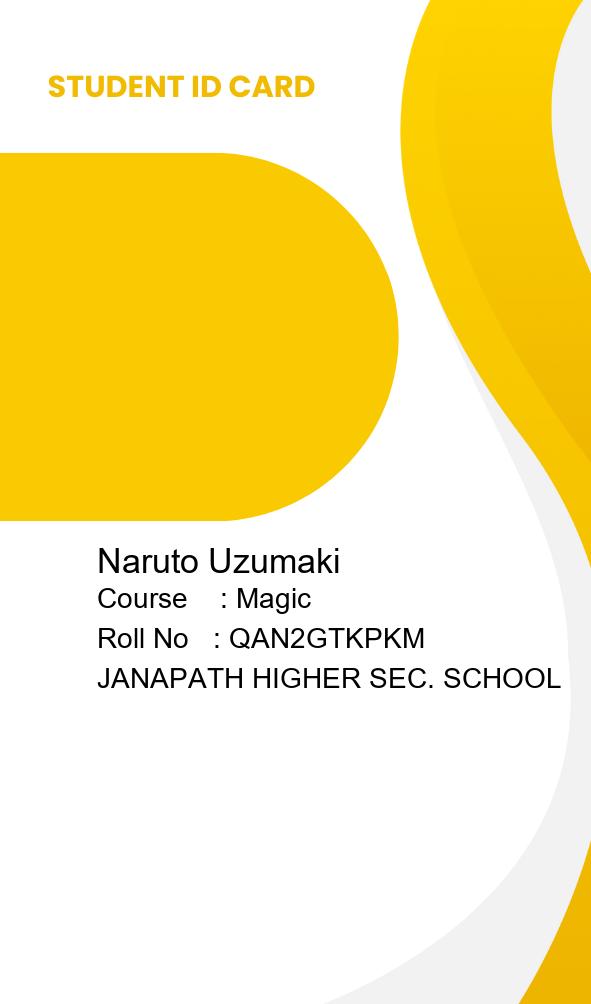 STUDENT ID CARD
Naruto Uzumaki
Course : Magic
Roll No : QAN2GTKPKM
JANAPATH HIGHER SEC. SCHOOL